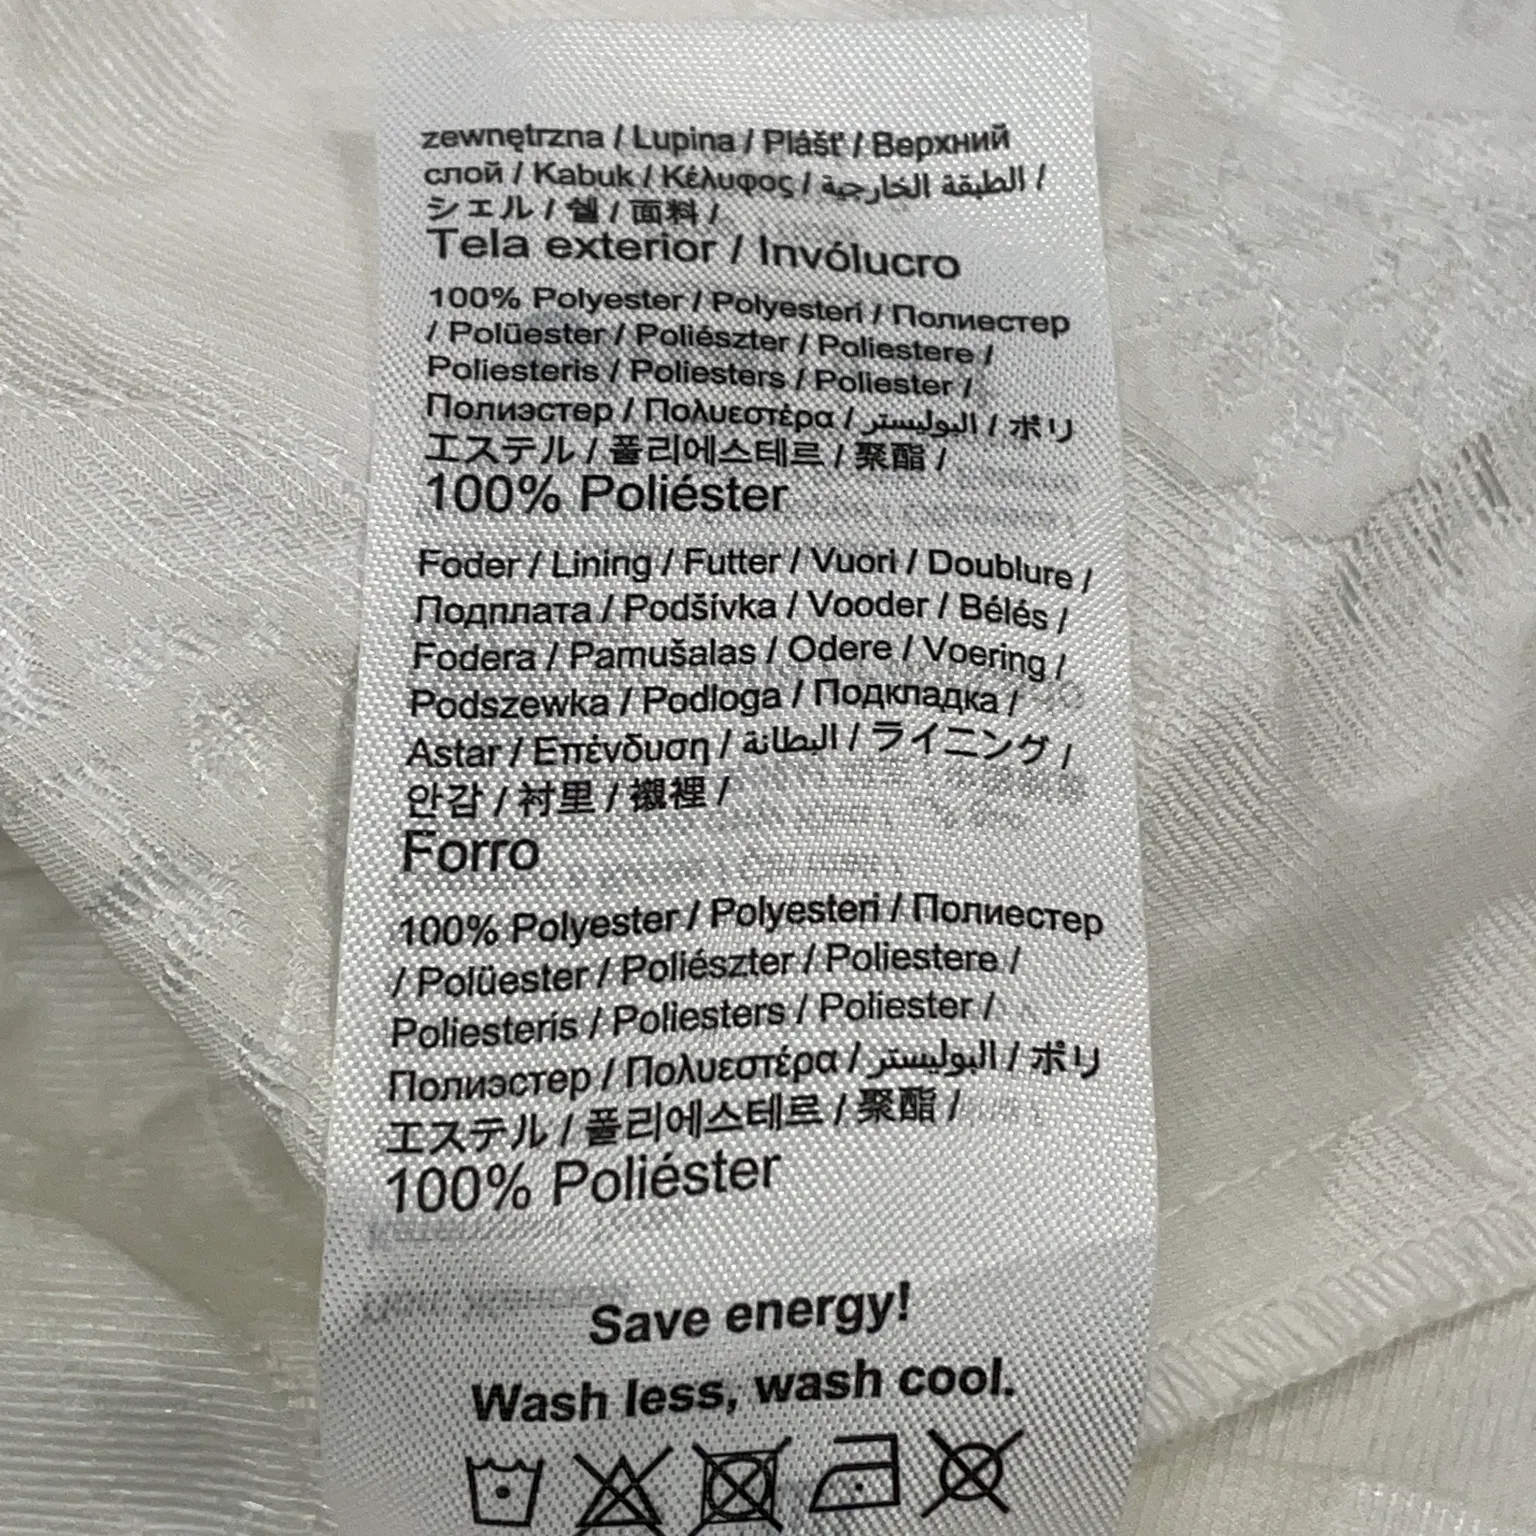 zewnętrzna / Lupina / Plášť / Верхний
слой / Kabuk / Κέλυφος / الطبقة الخارجية /
シェル / 쉘 / 面料 /
Tela exterior / Invólucro
100% Polyester / Polyesteri / Полиестер
/ Polüester / Poliészter / Poliestere /
Poliesteris / Poliesters / Poliester /
Полиэстер / Πολυεστέρα / البوليستر / ポリ
エステル / 폴리에스테르 / 聚酯 /
100% Poliéster
Foder / Lining / Futter / Vuori / Doublure /
Подплата / Podšívka / Vooder / Bélés /
Fodera / Pamušalas / Odere / Voering /
Podszewka / Podloga / Подкладка /
Astar / Επένδυση / البطانة / ライニング /
안감 / 衬里 / 襯裡 /
Forro
100% Polyester / Polyesteri / Полиестер
/ Polüester / Poliészter / Poliestere /
Poliesteris / Poliesters / Poliester /
Полиэстер / Πολυεστέρα / البوليستر / ポリ
エステル / 폴리에스테르 / 聚酯 /
100% Poliéster
Save energy!
Wash less, wash cool.